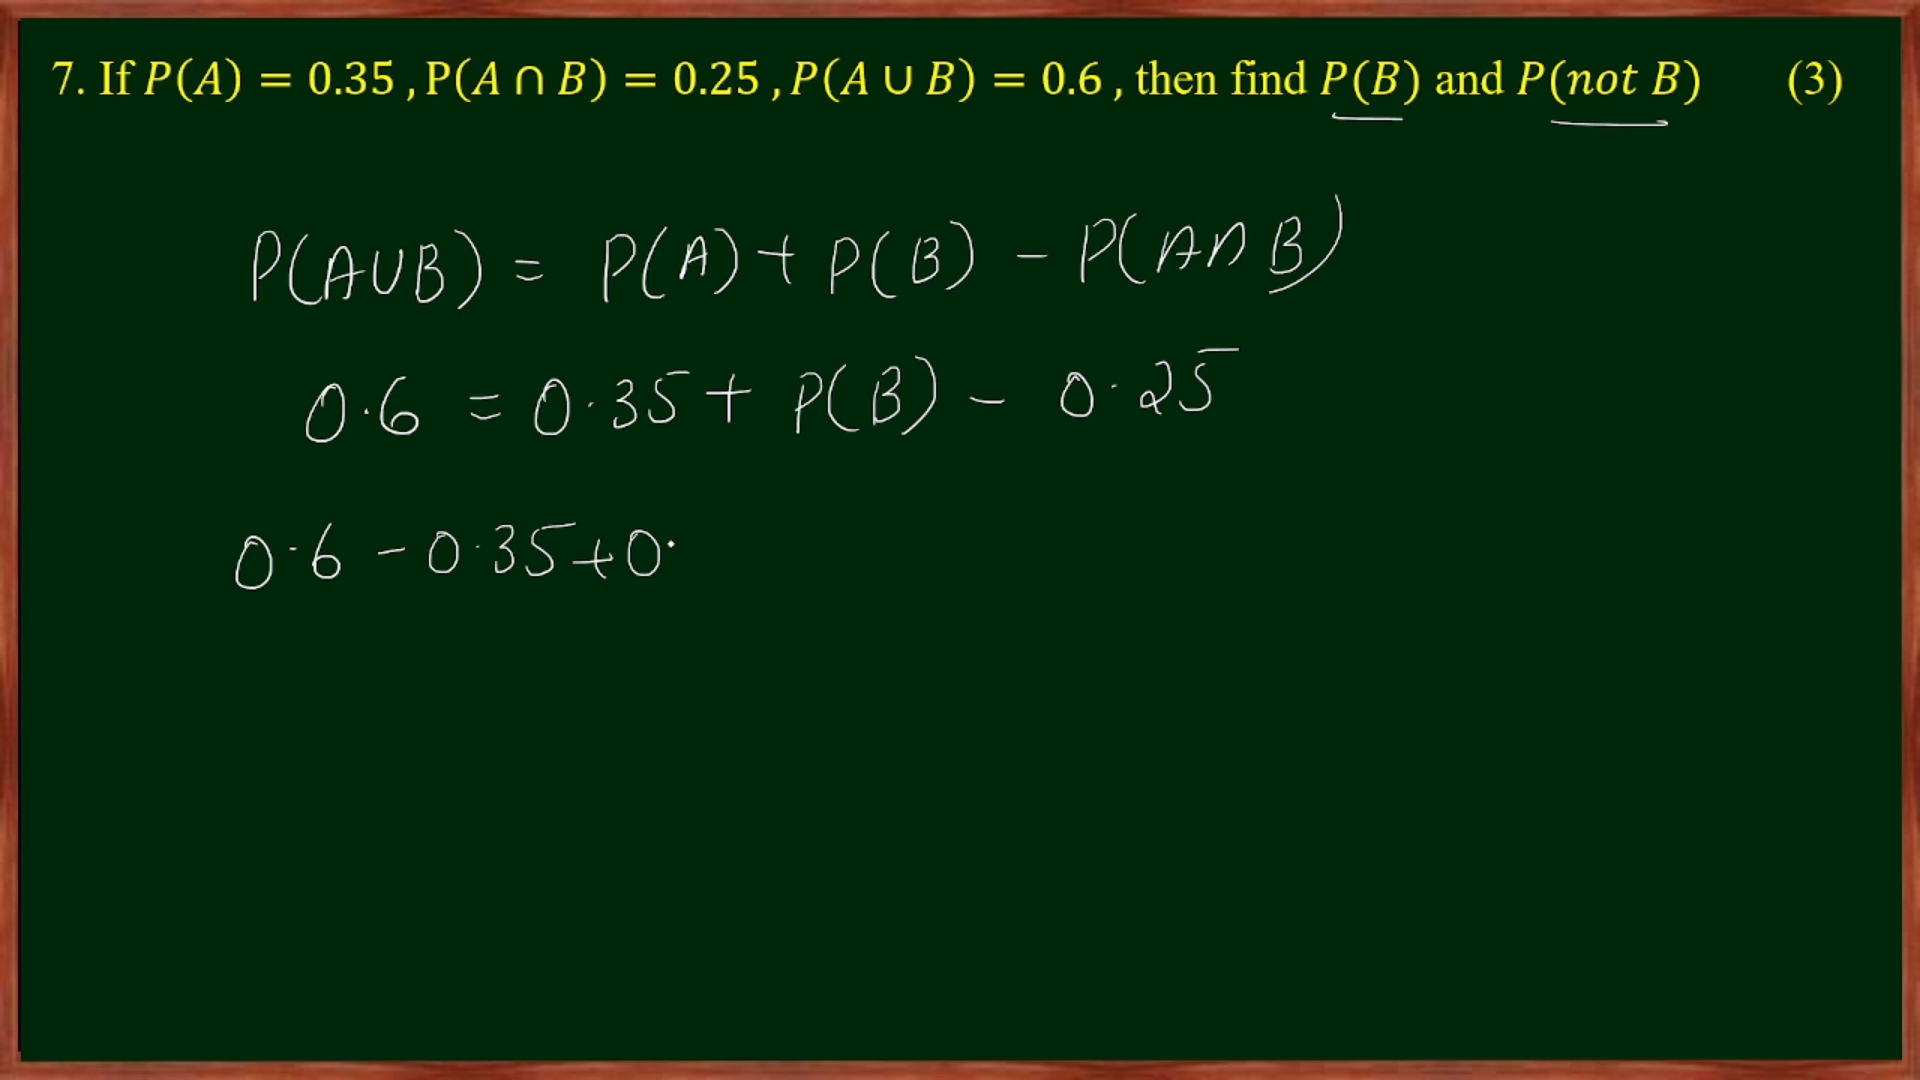 7. If P(A) = 0.35 , P(A ∩ B) = 0.25 , P(A ∪ B) = 0.6 , then find P(B) and P(not B) (3)
P(A∪B) = P(A) + P(B) - P(A∩B)
0.6 = 0.35 + P(B) - 0.25
0.6 - 0.35 + 0.